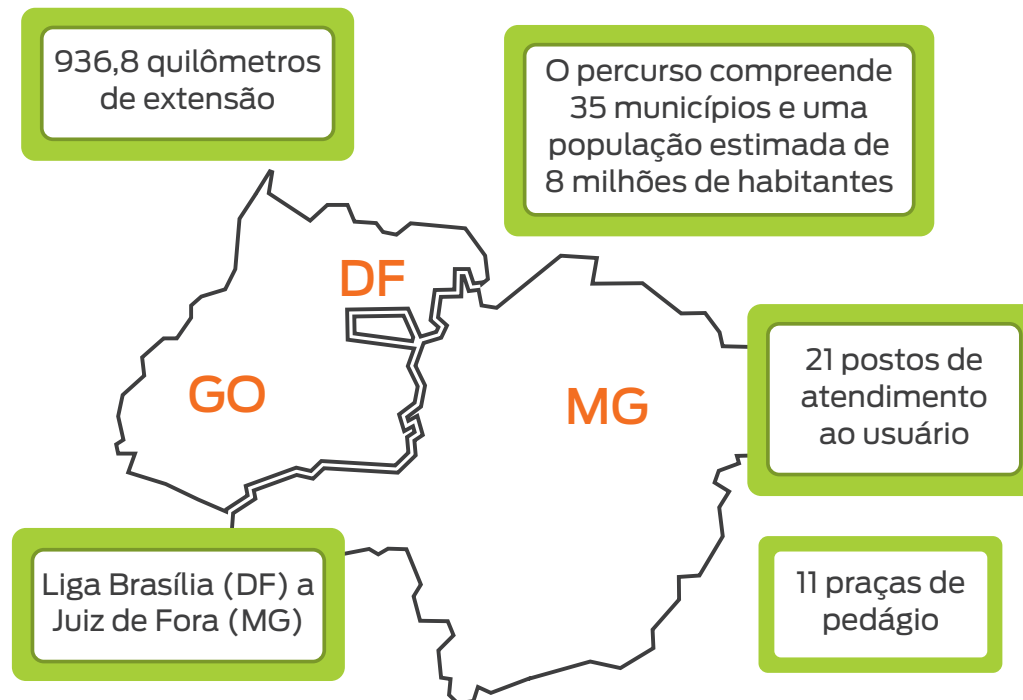 936,8 quilômetros
de extensão
O percurso compreende
35 municípios e uma
população estimada de
8 milhões de habitantes
DF
GO
MG
21 postos de
atendimento
ao usuário
Liga Brasília (DF) a
Juiz de Fora (MG)
11 praças de
pedágio